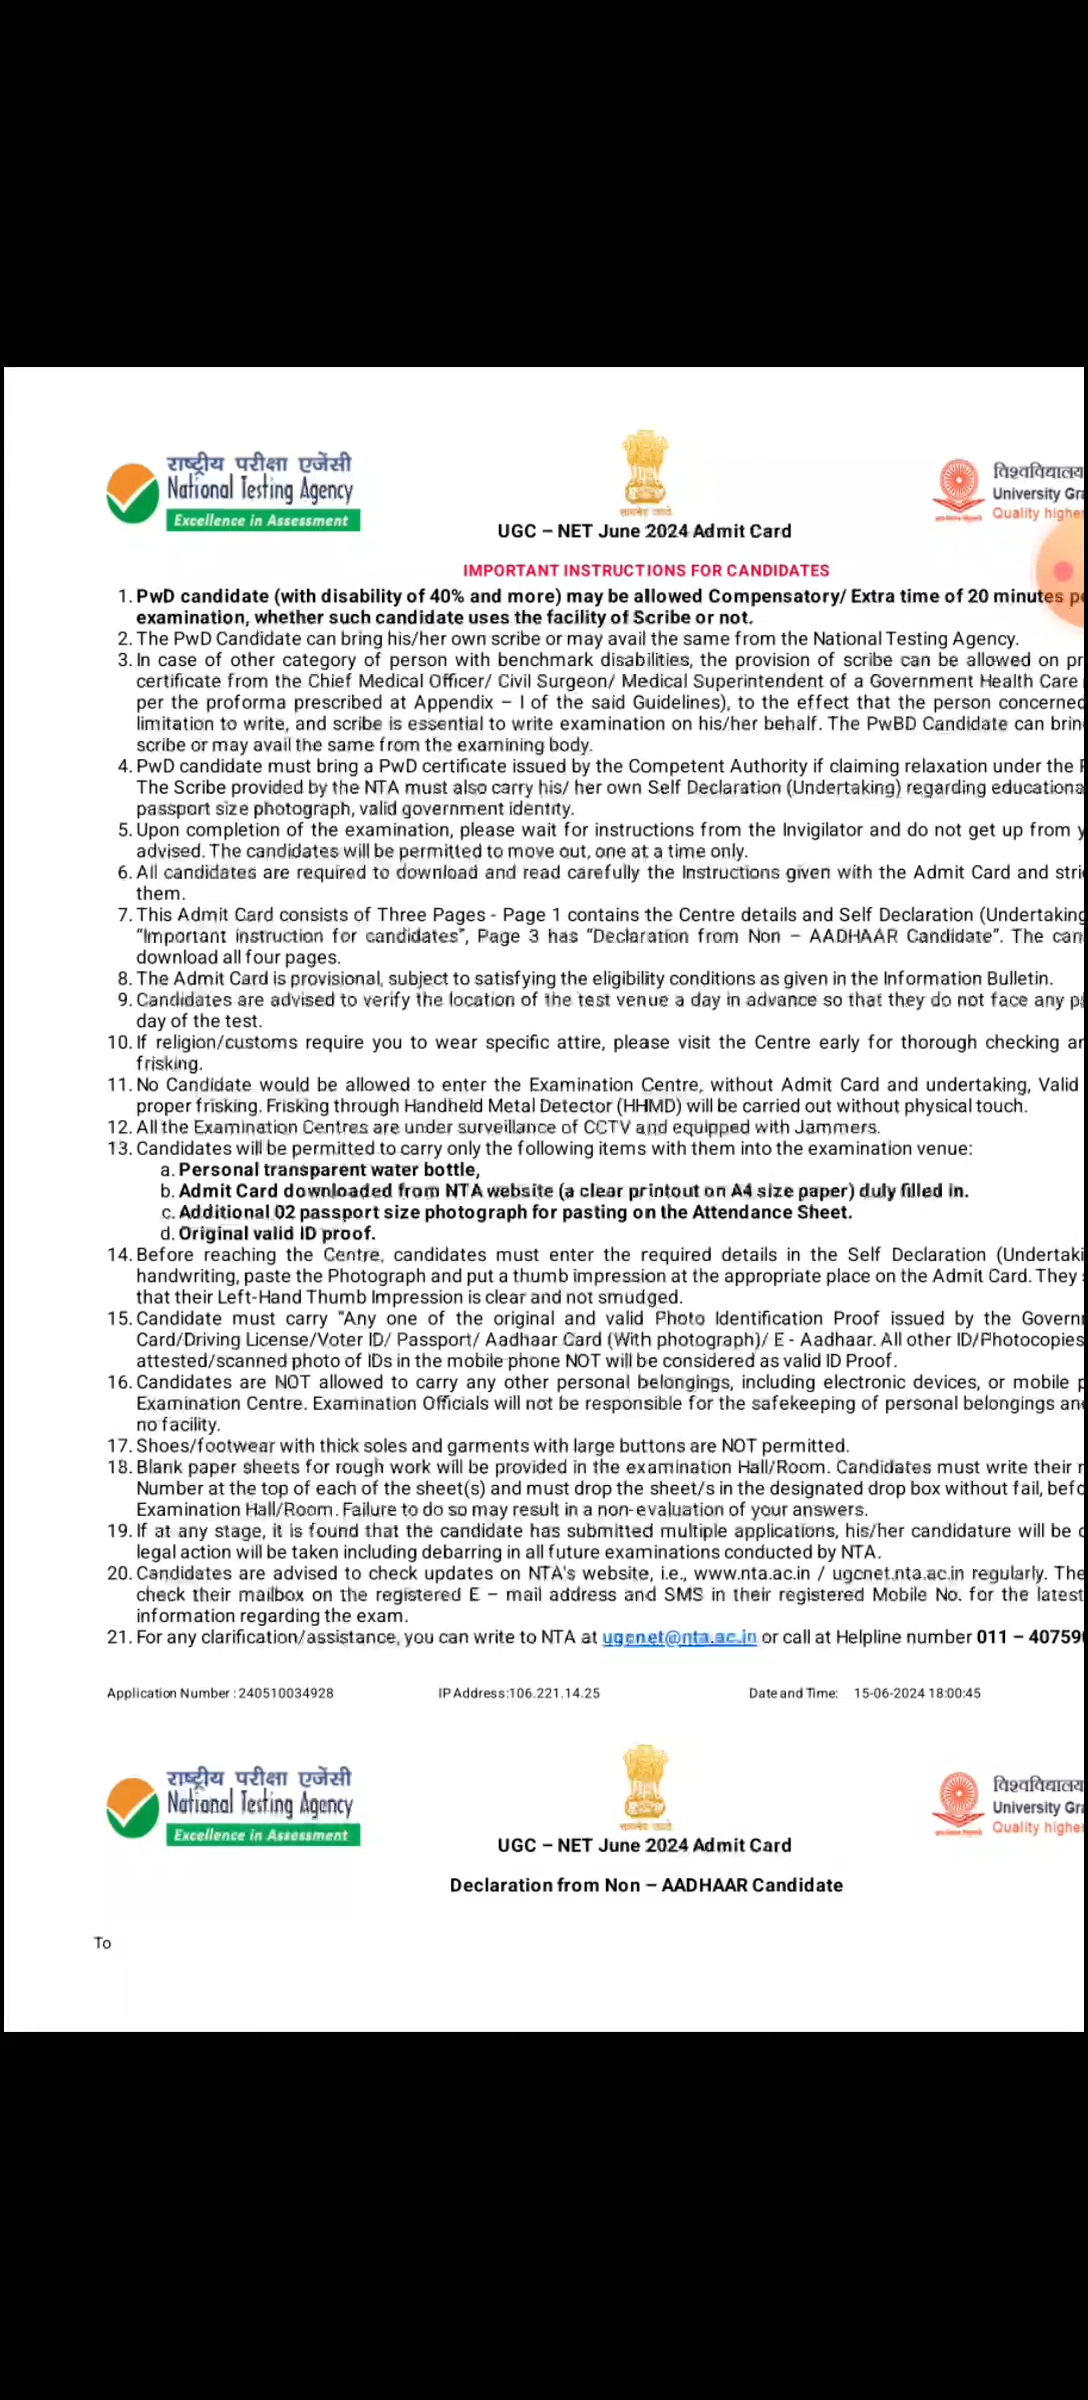 राष्ट्रीय परीक्षा एजेंसी
National Testing Agency
Excellence in Assessment
सत्यमेव जयते
UGC – NET June 2024 Admit Card
विश्वविद्यालय
University Gra
Quality higher
IMPORTANT INSTRUCTIONS FOR CANDIDATES
1. PwD candidate (with disability of 40% and more) may be allowed Compensatory/ Extra time of 20 minutes pe
examination, whether such candidate uses the facility of Scribe or not.
2. The PwD Candidate can bring his/her own scribe or may avail the same from the National Testing Agency.
3. In case of other category of person with benchmark disabilities, the provision of scribe can be allowed on pr
certificate from the Chief Medical Officer/ Civil Surgeon/ Medical Superintendent of a Government Health Care
per the proforma prescribed at Appendix – I of the said Guidelines), to the effect that the person concerned
limitation to write, and scribe is essential to write examination on his/her behalf. The PwBD Candidate can brin
scribe or may avail the same from the examining body.
4. PwD candidate must bring a PwD certificate issued by the Competent Authority if claiming relaxation under the P
The Scribe provided by the NTA must also carry his/ her own Self Declaration (Undertaking) regarding educationa
passport size photograph, valid government identity.
5. Upon completion of the examination, please wait for instructions from the Invigilator and do not get up from y
advised. The candidates will be permitted to move out, one at a time only.
6. All candidates are required to download and read carefully the Instructions given with the Admit Card and stri
them.
7. This Admit Card consists of Three Pages - Page 1 contains the Centre details and Self Declaration (Undertaking
"Important instruction for candidates", Page 3 has "Declaration from Non – AADHAAR Candidate". The can
download all four pages.
8. The Admit Card is provisional, subject to satisfying the eligibility conditions as given in the Information Bulletin.
9. Candidates are advised to verify the location of the test venue a day in advance so that they do not face any p
day of the test.
10. If religion/customs require you to wear specific attire, please visit the Centre early for thorough checking an
frisking.
11. No Candidate would be allowed to enter the Examination Centre, without Admit Card and undertaking, Valid
proper frisking. Frisking through Handheld Metal Detector (HHMD) will be carried out without physical touch.
12. All the Examination Centres are under surveillance of CCTV and equipped with Jammers.
13. Candidates will be permitted to carry only the following items with them into the examination venue:
a. Personal transparent water bottle,
b. Admit Card downloaded from NTA website (a clear printout on A4 size paper) duly filled in.
c. Additional 02 passport size photograph for pasting on the Attendance Sheet.
d. Original valid ID proof.
14. Before reaching the Centre, candidates must enter the required details in the Self Declaration (Undertaki
handwriting, paste the Photograph and put a thumb impression at the appropriate place on the Admit Card. They
that their Left-Hand Thumb Impression is clear and not smudged.
15. Candidate must carry "Any one of the original and valid Photo Identification Proof issued by the Governm
Card/Driving License/Voter ID/ Passport/ Aadhaar Card (With photograph)/ E - Aadhaar. All other ID/Photocopies
attested/scanned photo of IDs in the mobile phone NOT will be considered as valid ID Proof.
16. Candidates are NOT allowed to carry any other personal belongings, including electronic devices, or mobile p
Examination Centre. Examination Officials will not be responsible for the safekeeping of personal belongings and
no facility.
17. Shoes/footwear with thick soles and garments with large buttons are NOT permitted.
18. Blank paper sheets for rough work will be provided in the examination Hall/Room. Candidates must write their r
Number at the top of each of the sheet(s) and must drop the sheet/s in the designated drop box without fail, befo
Examination Hall/Room. Failure to do so may result in a non-evaluation of your answers.
19. If at any stage, it is found that the candidate has submitted multiple applications, his/her candidature will be c
legal action will be taken including debarring in all future examinations conducted by NTA.
20. Candidates are advised to check updates on NTA's website, i.e., www.nta.ac.in / ugcnet.nta.ac.in regularly. The
check their mailbox on the registered E – mail address and SMS in their registered Mobile No. for the latest
information regarding the exam.
21. For any clarification/assistance, you can write to NTA at ugcnet@nta.ac.in or call at Helpline number 011 – 40759
Application Number : 240510034928 IP Address:106.221.14.25 Date and Time: 15-06-2024 18:00:45
राष्ट्रीय परीक्षा एजेंसी
National Testing Agency
Excellence in Assessment
UGC – NET June 2024 Admit Card
विश्वविद्यालय
University Gra
Quality higher
Declaration from Non – AADHAAR Candidate
To